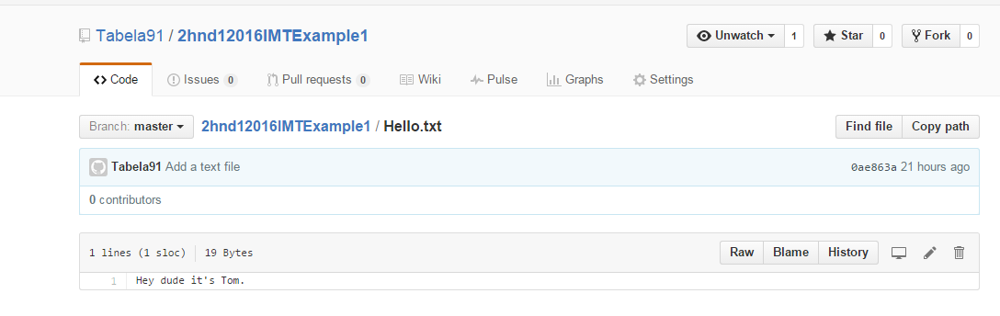 Tabela91 / 2hnd12016IMTExample1 Unwatch 1 Star 0 Fork 0
Code Issues 0 Pull requests 0 Wiki Pulse Graphs Settings
Branch: master 2hnd12016IMTExample1 / Hello.txt Find file Copy path
Tabela91 Add a text file 0ae863a 21 hours ago
0 contributors
1 lines (1 sloc) 19 Bytes Raw Blame History
1 Hey dude it's Tom.